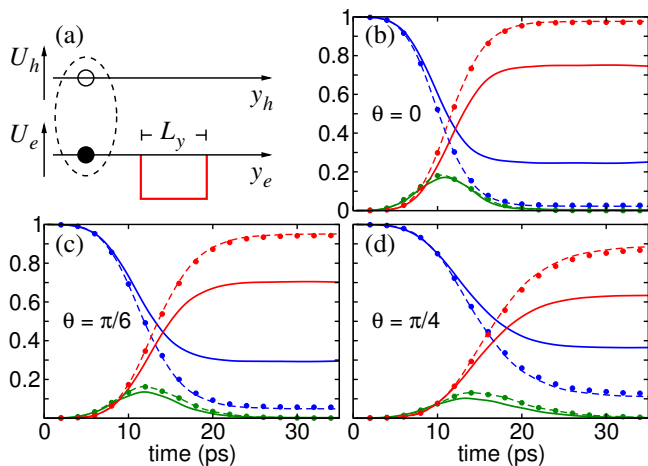 (a)
U_h
y_h
U_e
L_y
y_e
(b)
1
0.8
0.6
0.4
0.2
0
θ = 0
(c)
1
0.8
0.6
0.4
0.2
θ = π/6
0 10 20 30
time (ps)
(d)
θ = π/4
0 10 20 30
time (ps)